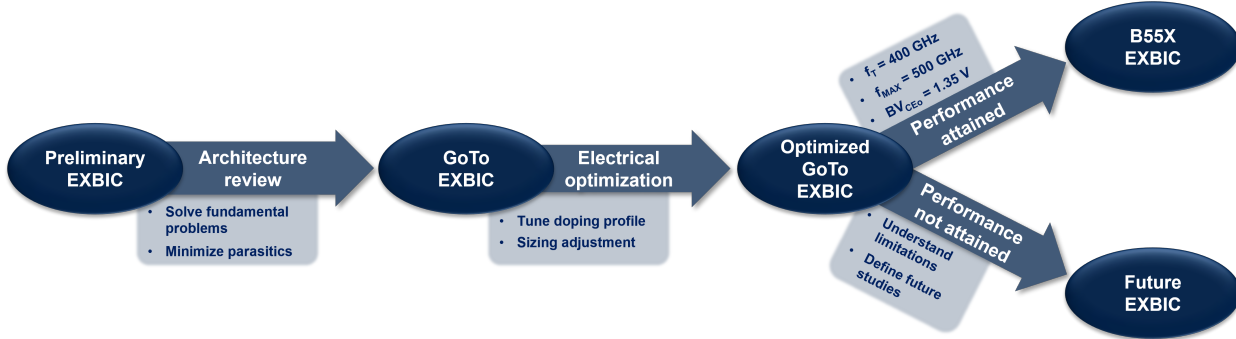 Preliminary
EXBIC
Architecture
review
• Solve fundamental
problems
• Minimize parasitics
GoTo
EXBIC
Electrical
optimization
• Tune doping profile
• Sizing adjustment
Optimized
GoTo
EXBIC
• fT = 400 GHz
• fMAX = 500 GHz
• BVCEo = 1.35 V
Performance
attained
B55X
EXBIC
Performance
not attained
• Understand
limitations
• Define future
studies
Future
EXBIC